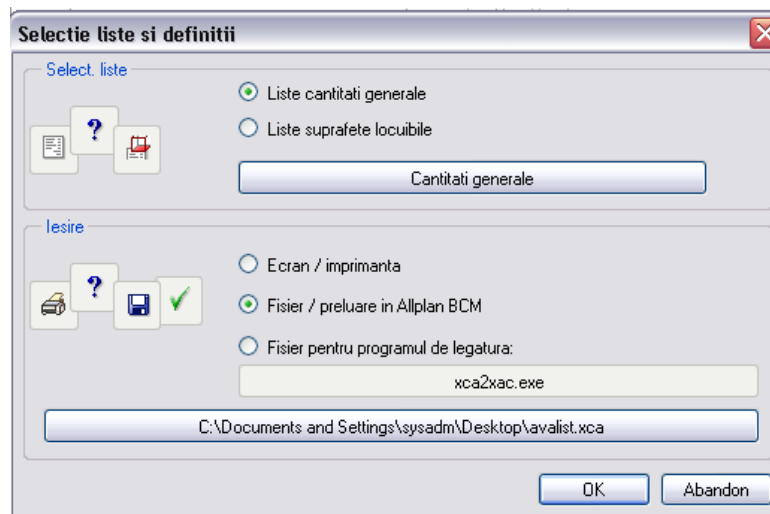 Selectie liste si definitii
Select. liste
Liste cantitati generale
?
Liste suprafete locuibile
Cantitati generale
Iesire
Ecran / imprimanta
?
Fisier / preluare in Allplan BCM
Fisier pentru programul de legatura:
xca2xac.exe
C:\Documents and Settings\sysadm\Desktop\avalist.xca
OK
Abandon